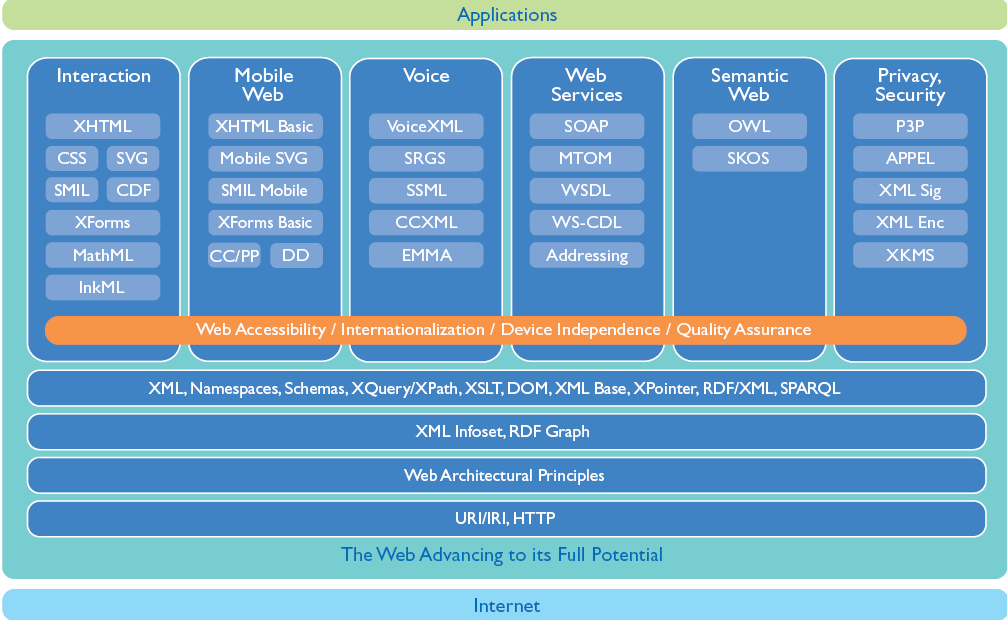 Applications
Interaction
XHTML
CSS SVG
SMIL CDF
XForms
MathML
InkML
Mobile
Web
XHTML Basic
Mobile SVG
SMIL Mobile
XForms Basic
CC/PP DD
Voice
VoiceXML
SRGS
SSML
CCXML
EMMA
Web
Services
SOAP
MTOM
WSDL
WS-CDL
Addressing
Semantic
Web
OWL
SKOS
Privacy,
Security
P3P
APPEL
XML Sig
XML Enc
XKMS
Web Accessibility / Internationalization / Device Independence / Quality Assurance
XML, Namespaces, Schemas, XQuery/XPath, XSLT, DOM, XML Base, XPointer, RDF/XML, SPARQL
XML Infoset, RDF Graph
Web Architectural Principles
URI/IRI, HTTP
The Web Advancing to its Full Potential
Internet